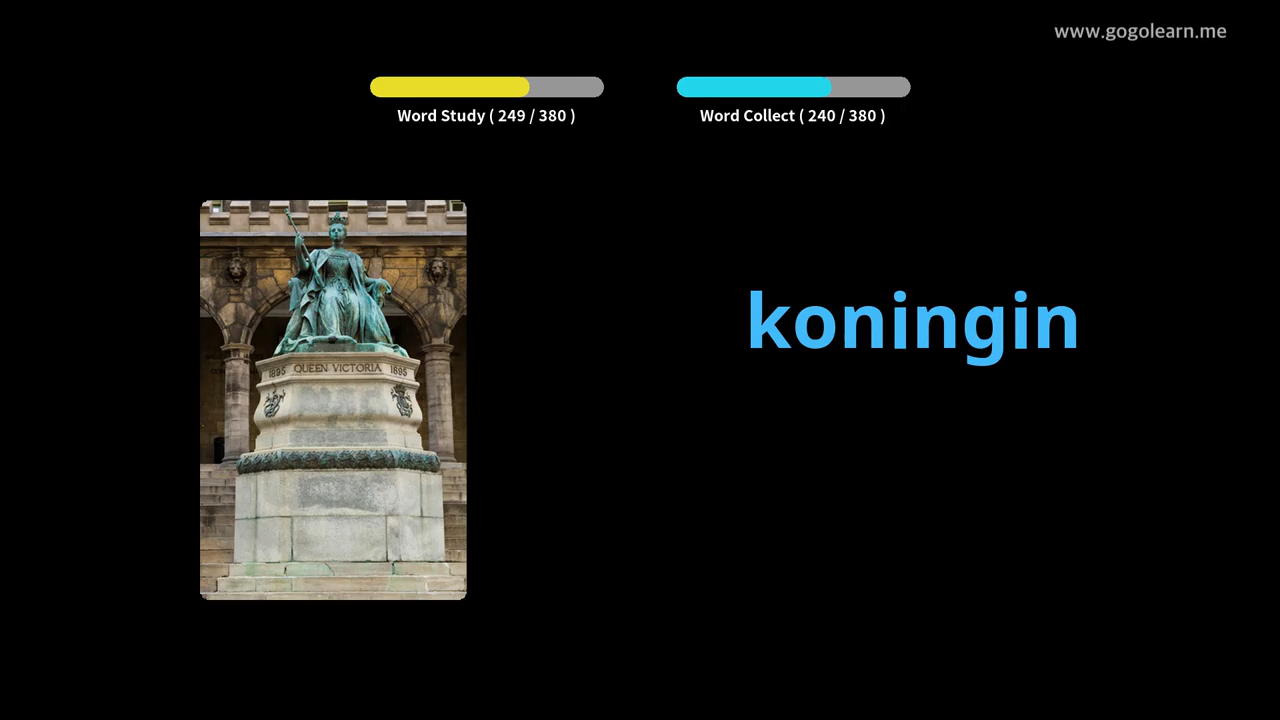 www.gogolearn.me
Word Study ( 249 / 380 )
Word Collect ( 240 / 380 )
koningin
1895 QUEEN VICTORIA 1895